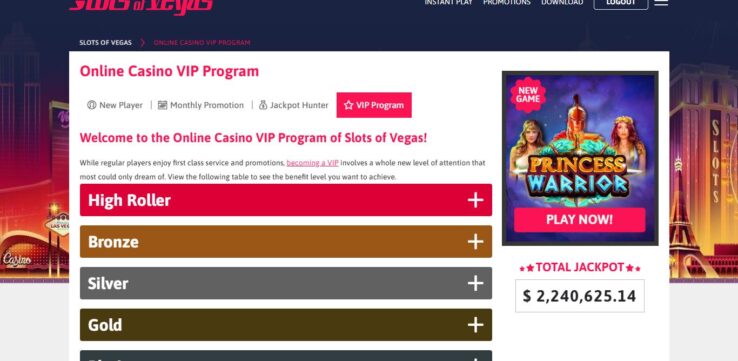 Slots of Vegas
INSTANT PLAY PROMOTIONS DOWNLOAD LOGOUT
SLOTS OF VEGAS > ONLINE CASINO VIP PROGRAM
Online Casino VIP Program
New Player | Monthly Promotion | Jackpot Hunter VIP Program
Welcome to the Online Casino VIP Program of Slots of Vegas!
While regular players enjoy first class service and promotions, becoming a VIP involves a whole new level of attention that
most could only dream of. View the following table to see the benefit level you want to achieve.
High Roller +
Bronze +
Silver +
Gold +
NEW
GAME
PRINCESS
WARRIOR
PLAY NOW!
TOTAL JACKPOT
$ 2,240,625.14
LAS VEGAS
Casino
SLOTS